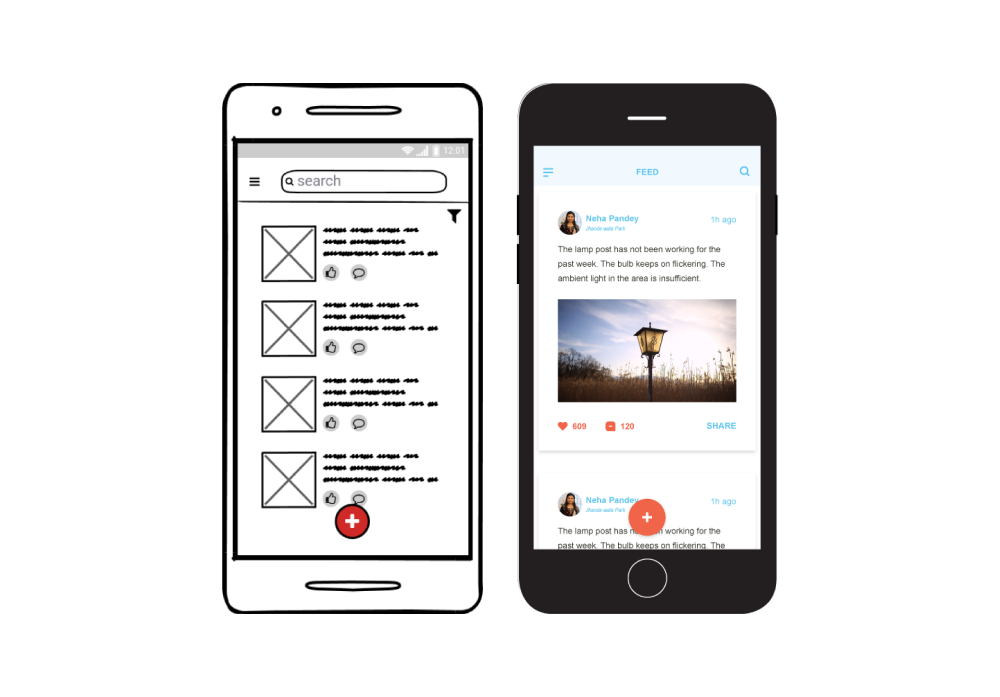 12:01
search
FEED
Neha Pandey
1h ago
Jhande wala Park
The lamp post has not been working for the
past week. The bulb keeps on flickering. The
ambient light in the area is insufficient.
609
120
SHARE
Neha Pandey
1h ago
Jhande wala Park
The lamp post has working for the
past week. The bulb keeps on flickering. The